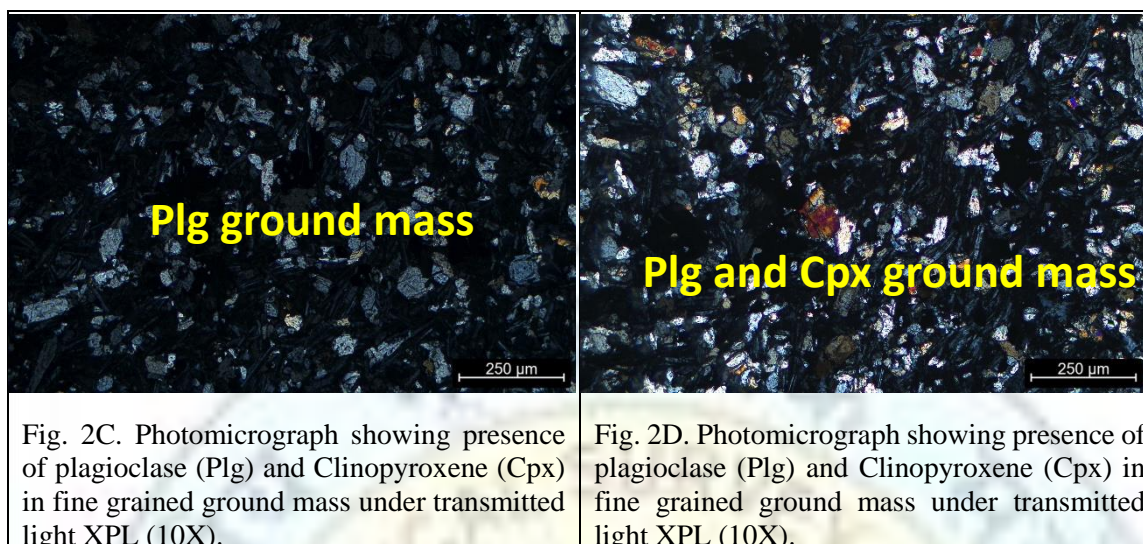 Plg ground mass
250 µm
Plg and Cpx ground mass
250 µm
Fig. 2C. Photomicrograph showing presence
of plagioclase (Plg) and Clinopyroxene (Cpx)
in fine grained ground mass under transmitted
light XPL (10X).
Fig. 2D. Photomicrograph showing presence of
plagioclase (Plg) and Clinopyroxene (Cpx) in
fine grained ground mass under transmitted
light XPL (10X).